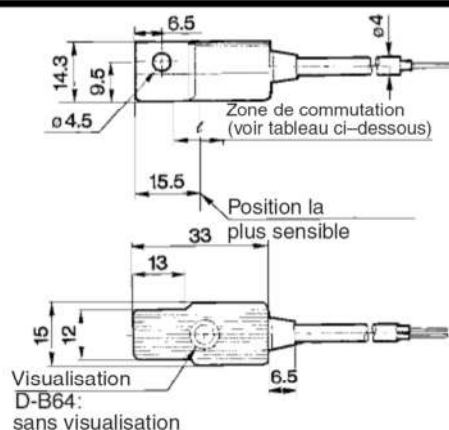 6.5
ø4
14.3
9.5
ø 4.5
ℓ
Zone de commutation
(voir tableau ci–dessous)
15.5
Position la
plus sensible
33
13
15
12
6.5
Visualisation
D-B64:
sans visualisation